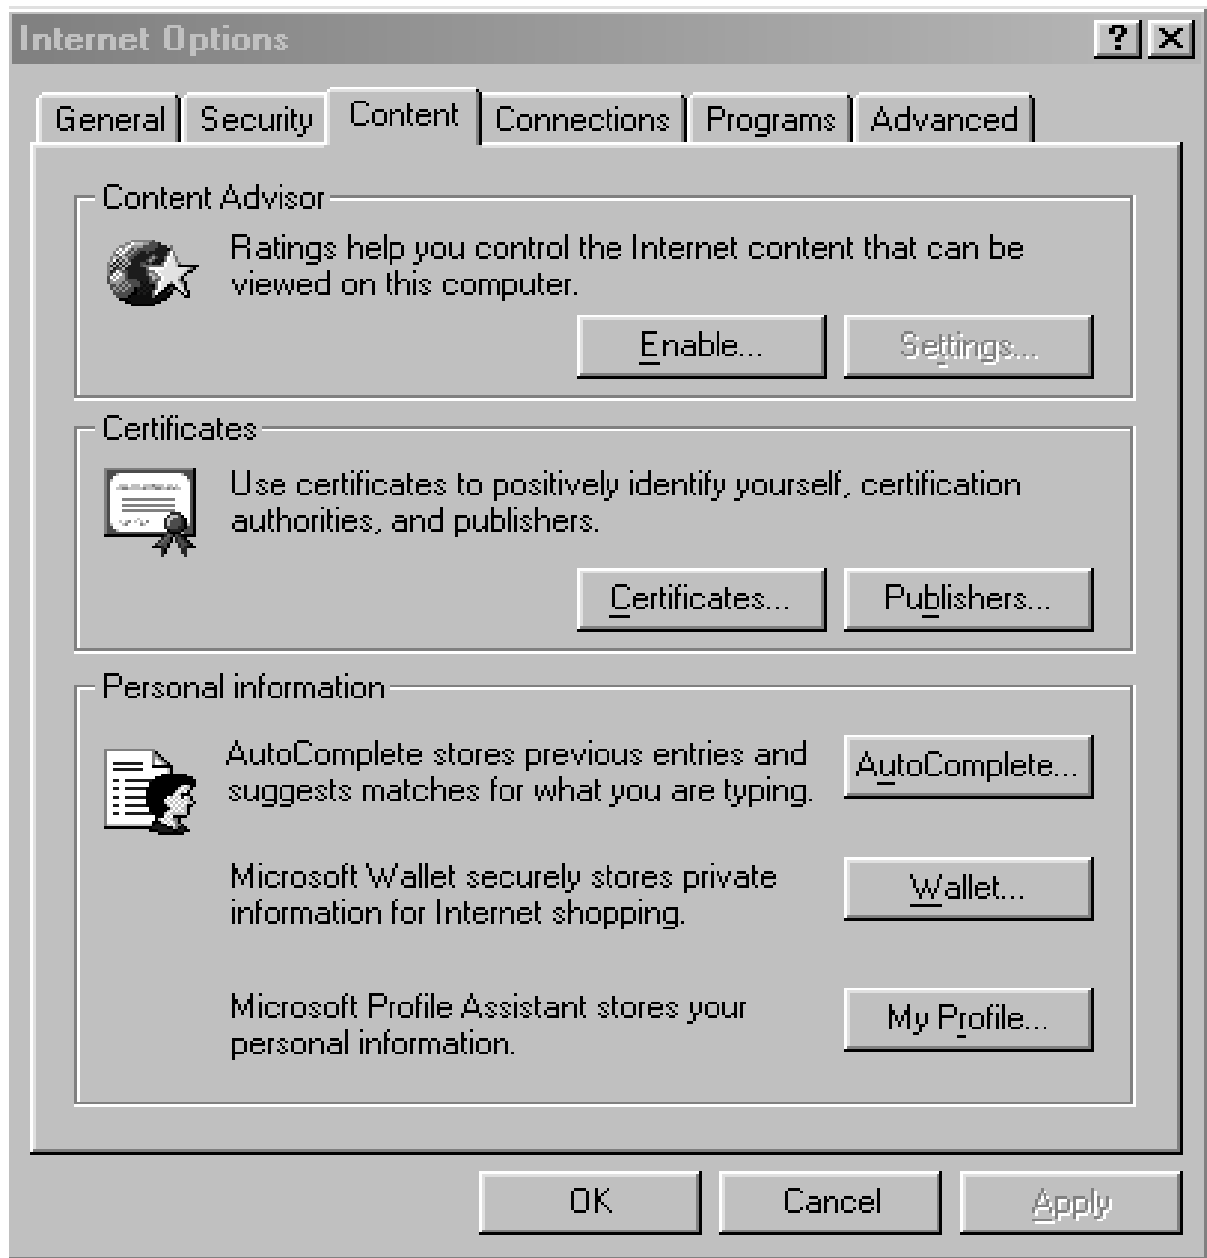 Internet Options
General Security Content Connections Programs Advanced
Content Advisor
Ratings help you control the Internet content that can be
viewed on this computer.
Enable... Settings...
Certificates
Use certificates to positively identify yourself, certification
authorities, and publishers.
Certificates... Publishers...
Personal information
AutoComplete stores previous entries and
suggests matches for what you are typing.
AutoComplete...
Microsoft Wallet securely stores private
information for Internet shopping.
Wallet...
Microsoft Profile Assistant stores your
personal information.
My Profile...
OK Cancel Apply